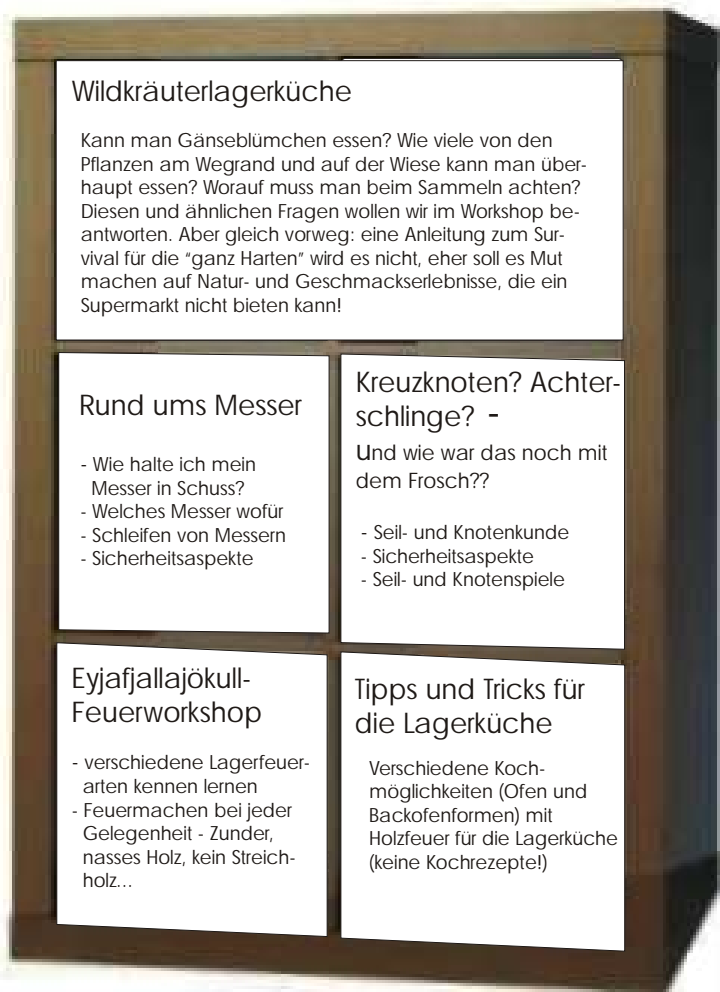 Wildkräuterlagerküche
Kann man Gänseblümchen essen? Wie viele von den
Pflanzen am Wegrand und auf der Wiese kann man über-
haupt essen? Worauf muss man beim Sammeln achten?
Diesen und ähnlichen Fragen wollen wir im Workshop be-
antworten. Aber gleich vorweg: eine Anleitung zum Sur-
vival für die "ganz Harten" wird es nicht, eher soll es Mut
machen auf Natur- und Geschmackserlebnisse, die ein
Supermarkt nicht bieten kann!
Rund ums Messer
- Wie halte ich mein
Messer in Schuss?
- Welches Messer wofür
- Schleifen von Messern
- Sicherheitsaspekte
Kreuzknoten? Achter-
schlinge? -
Und wie war das noch mit
dem Frosch??
- Seil- und Knotenkunde
- Sicherheitsaspekte
- Seil- und Knotenspiele
Eyjafjallajökull-
Feuerworkshop
- verschiedene Lagerfeuer-
arten kennen lernen
- Feuermachen bei jeder
Gelegenheit - Zunder,
nasses Holz, kein Streich-
holz...
Tipps und Tricks für
die Lagerküche
Verschiedene Koch-
möglichkeiten (Ofen und
Backofenformen) mit
Holzfeuer für die Lagerküche
(keine Kochrezepte!)